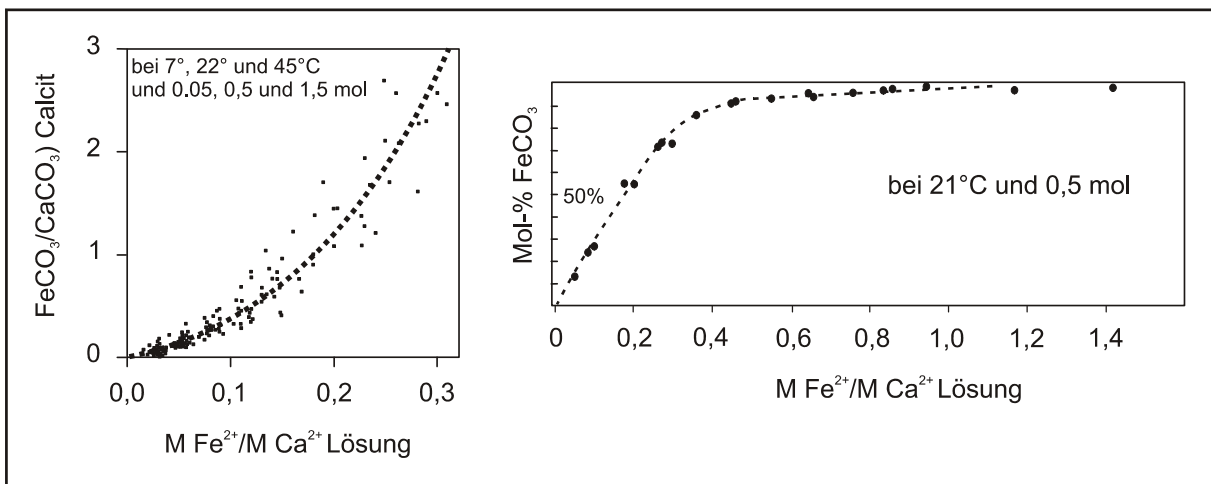 3
2
1
0
FeCO₃/CaCO₃) Calcit
bei 7°, 22° und 45°C
und 0.05, 0,5 und 1,5 mol
0,0 0,1 0,2 0,3
M Fe²⁺/M Ca²⁺ Lösung
Mol-% FeCO₃
50%
bei 21°C und 0,5 mol
0 0,2 0,4 0,6 0,8 1,0 1,2 1,4
M Fe²⁺/M Ca²⁺ Lösung